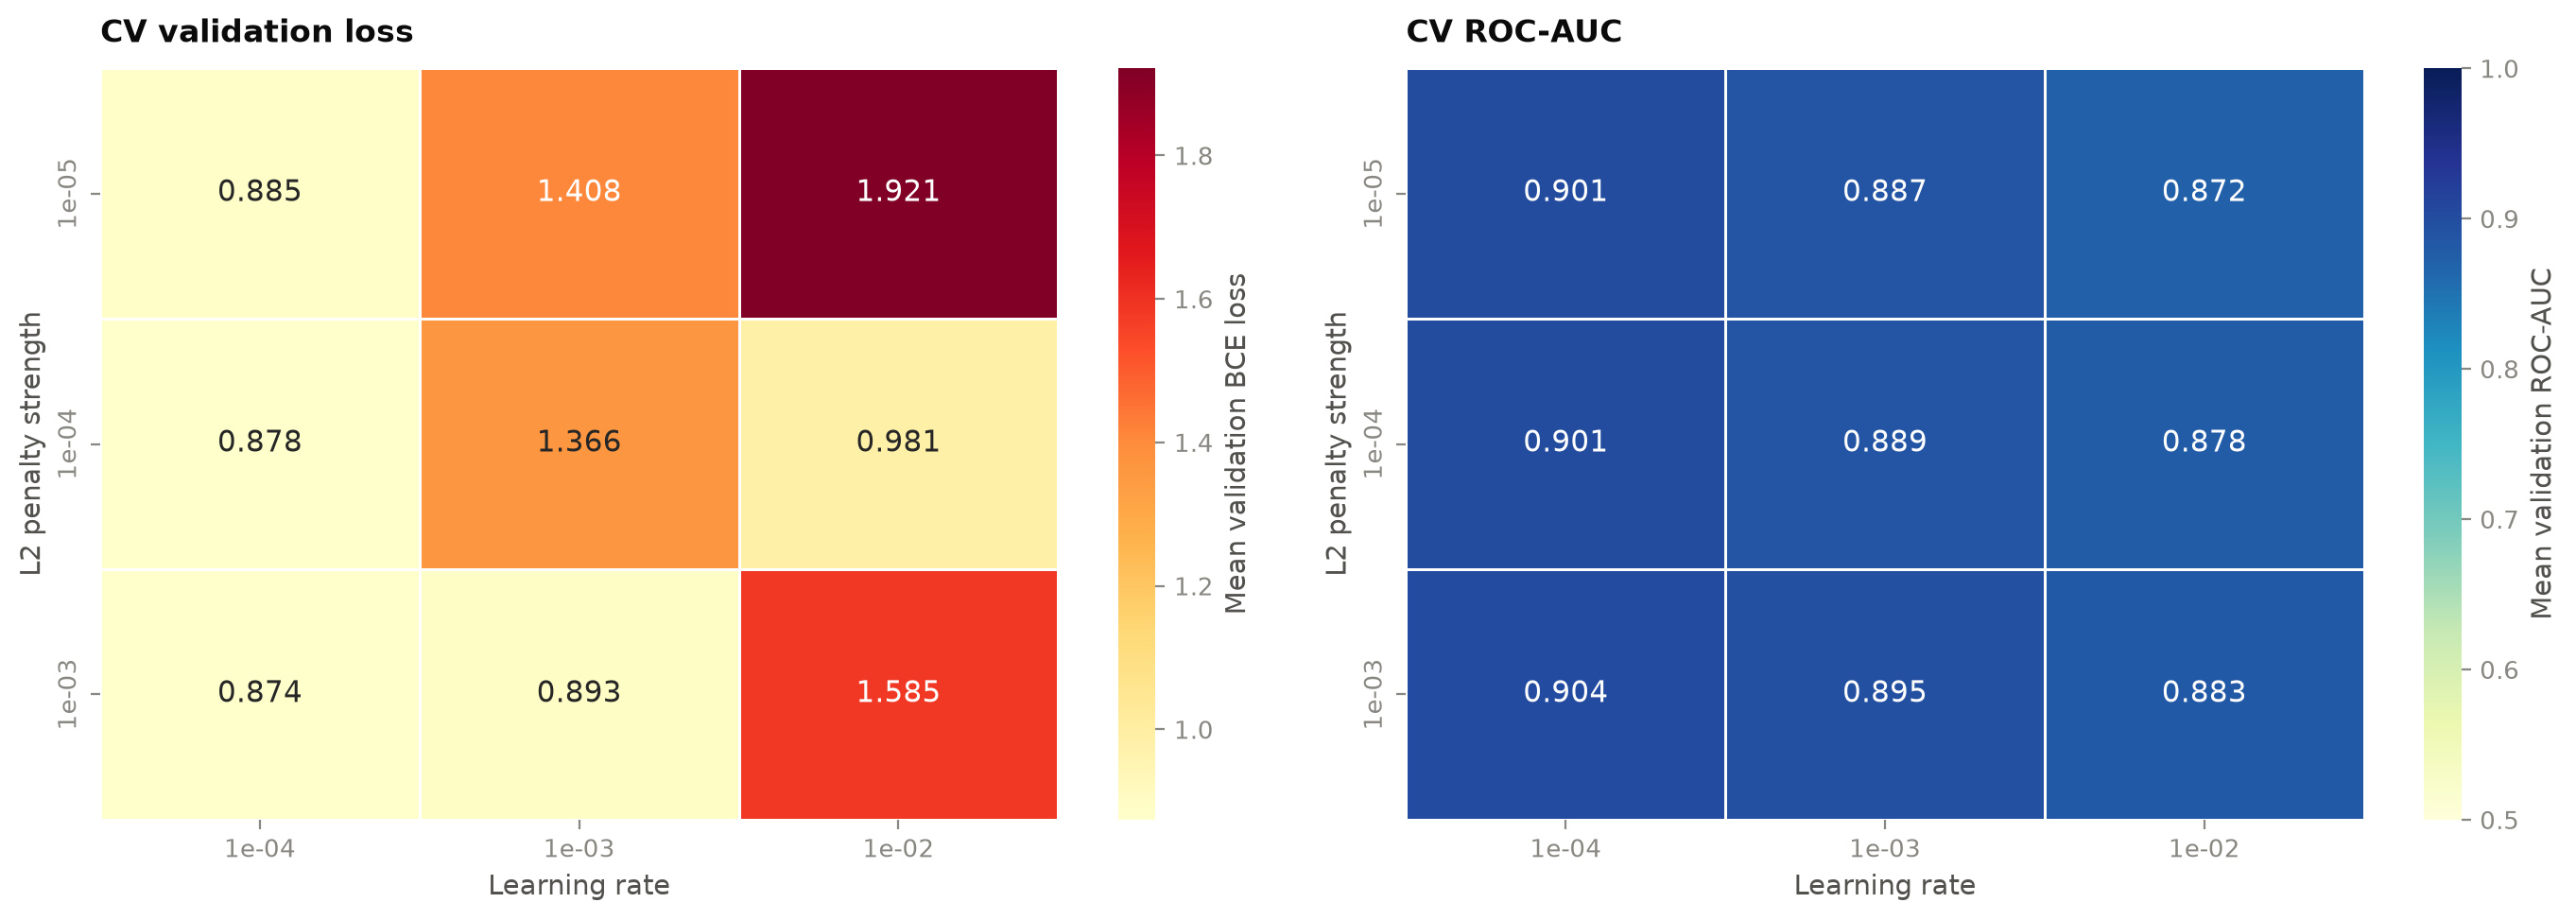 CV validation loss
L2 penalty strength
1e-05
0.885
1.408
1.921
1e-04
0.878
1.366
0.981
1e-03
0.874
0.893
1.585
1e-04
1e-03
1e-02
Learning rate
1.8
1.6
1.4
1.2
1.0
Mean validation BCE loss
CV ROC-AUC
L2 penalty strength
1e-05
0.901
0.887
0.872
1e-04
0.901
0.889
0.878
1e-03
0.904
0.895
0.883
1e-04
1e-03
1e-02
Learning rate
1.0
0.9
0.8
0.7
0.6
0.5
Mean validation ROC-AUC